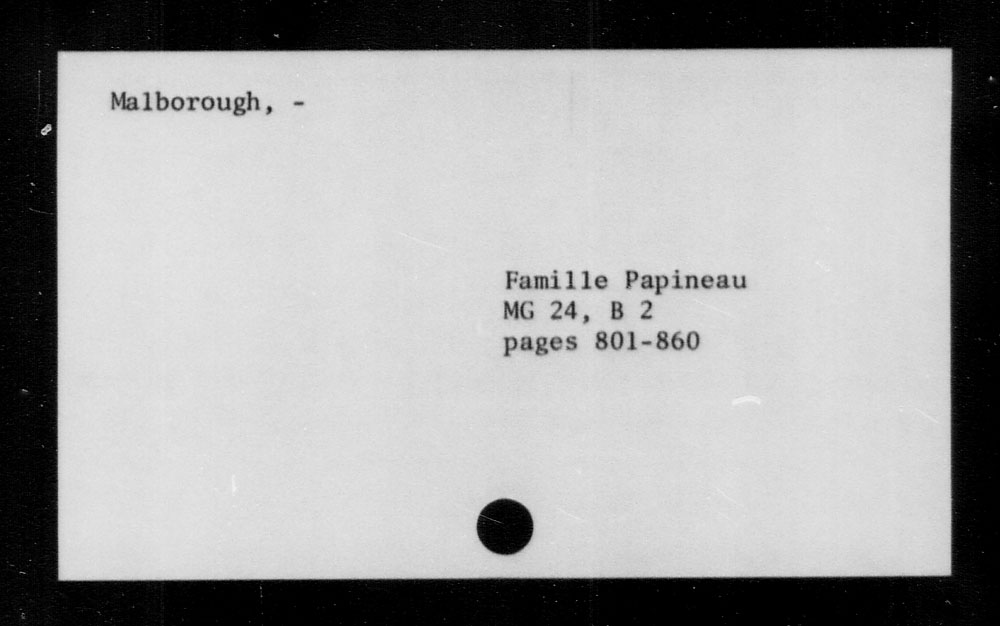 Malborough, -
Famille Papineau
MG 24, B 2
pages 801-860